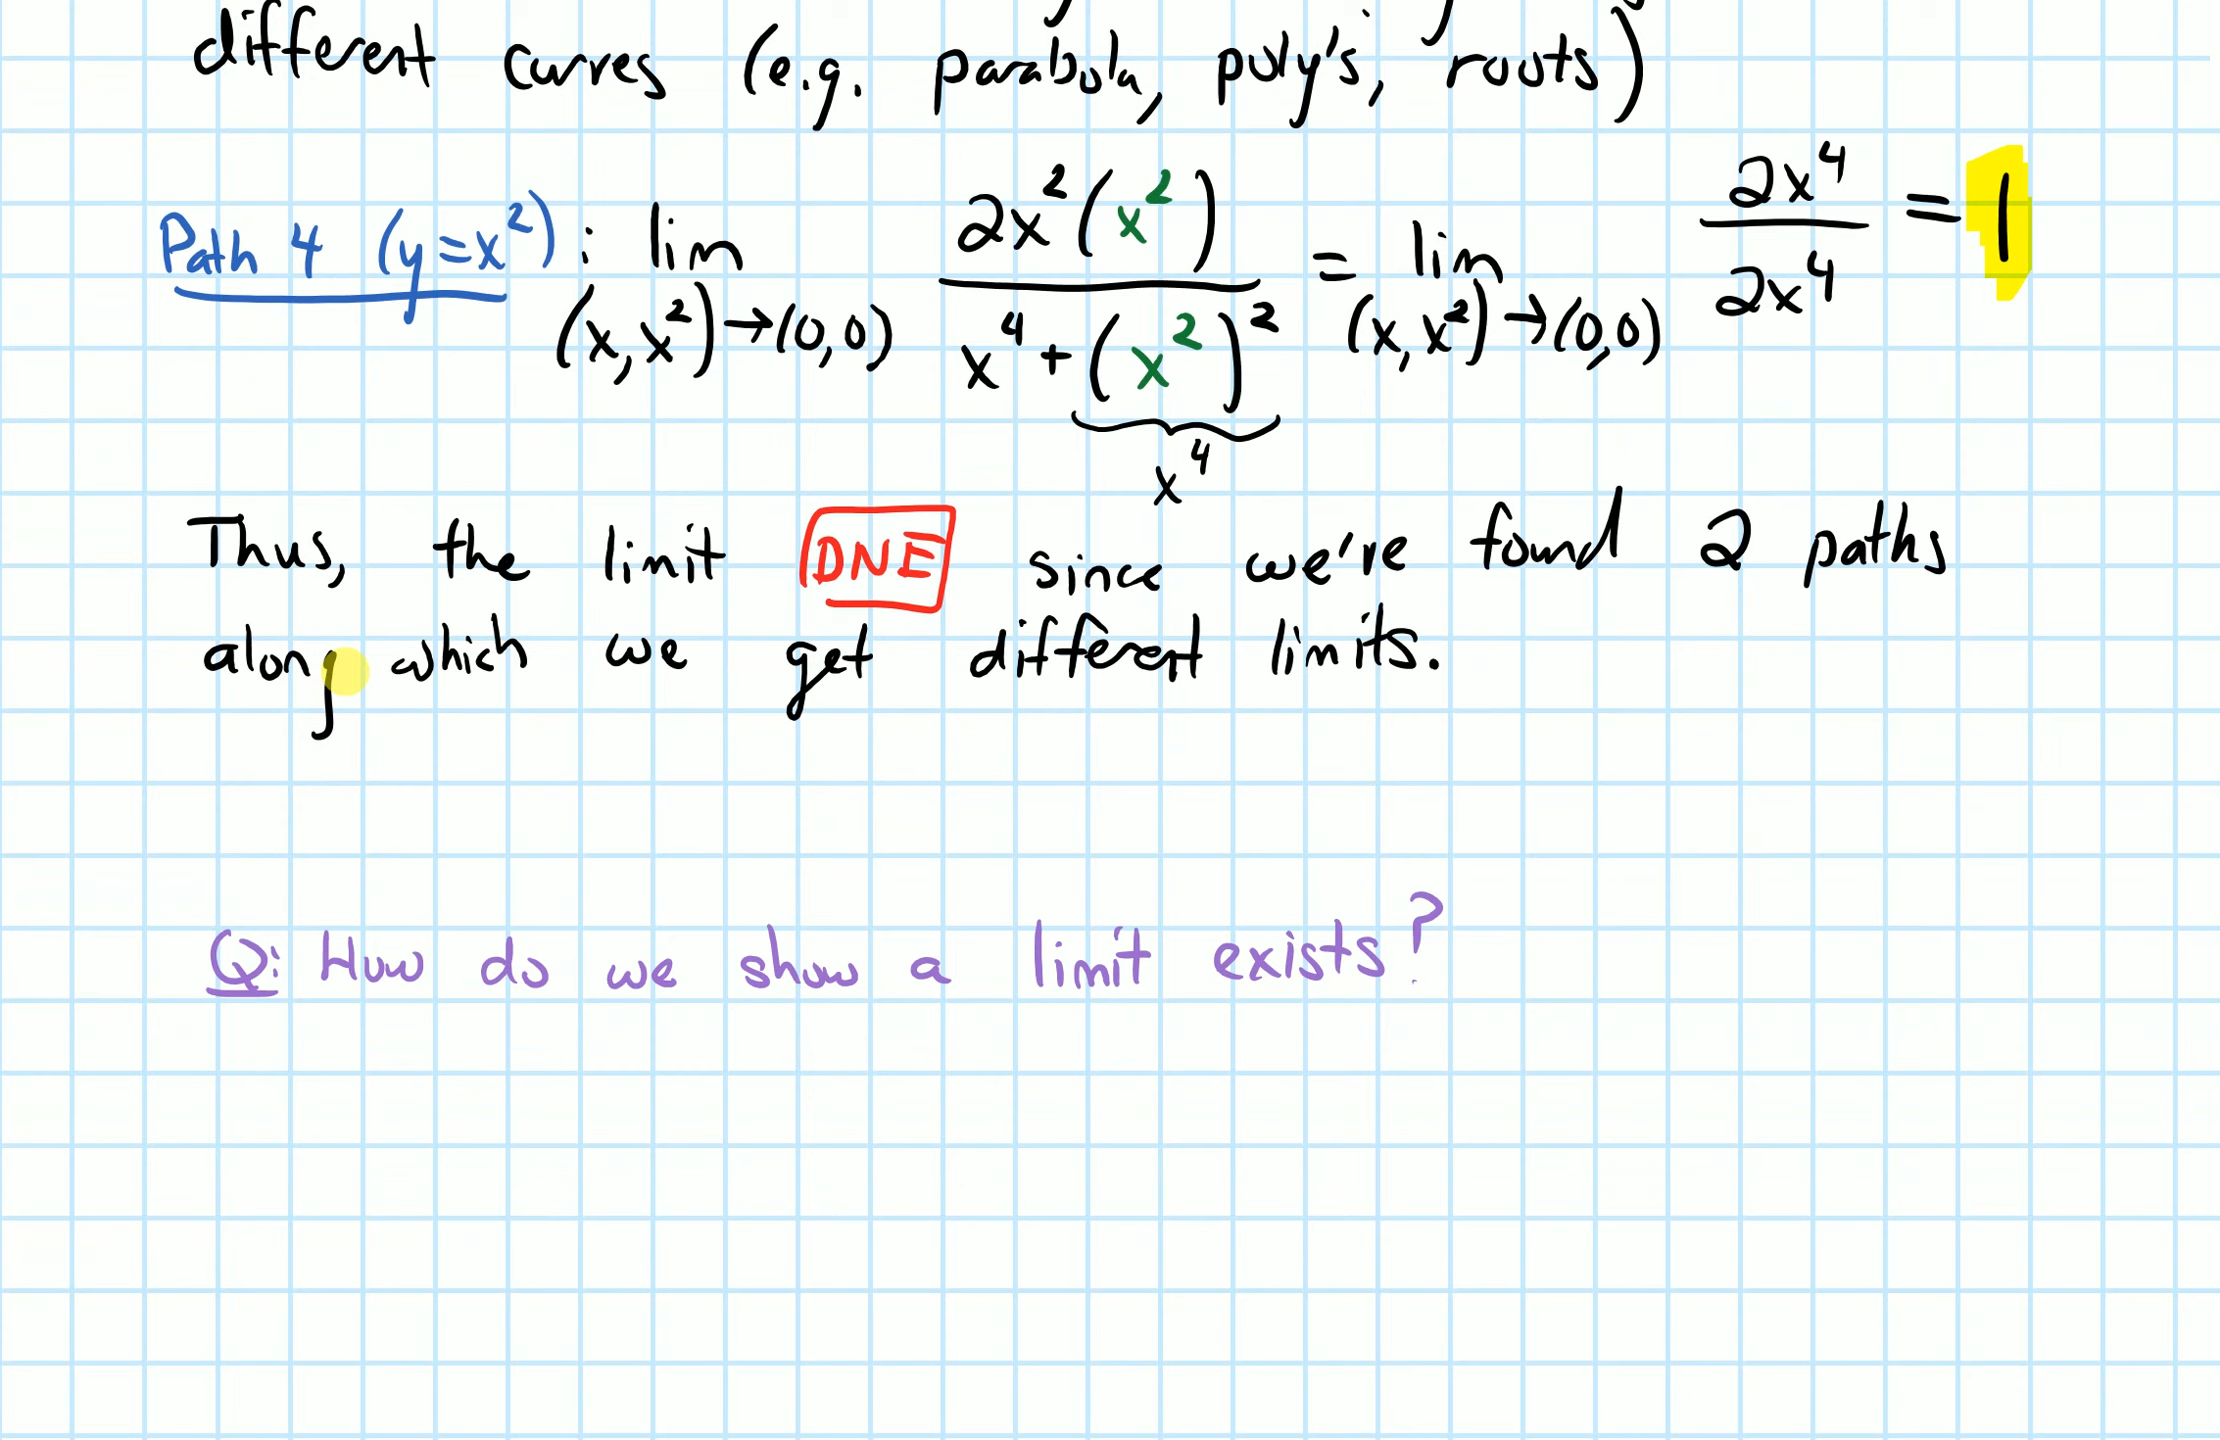 different curves (e.g. parabola, poly's, roots)
Path 4 (y=x²): lim (x,x²)→(0,0) 2x²(x²) / x⁴+(x²)² = lim (x,x²)→(0,0) 2x⁴ / 2x⁴ = 1
x⁴
Thus, the limit DNE since we're found 2 paths
along which we get different limits.
Q: How do we show a limit exists?